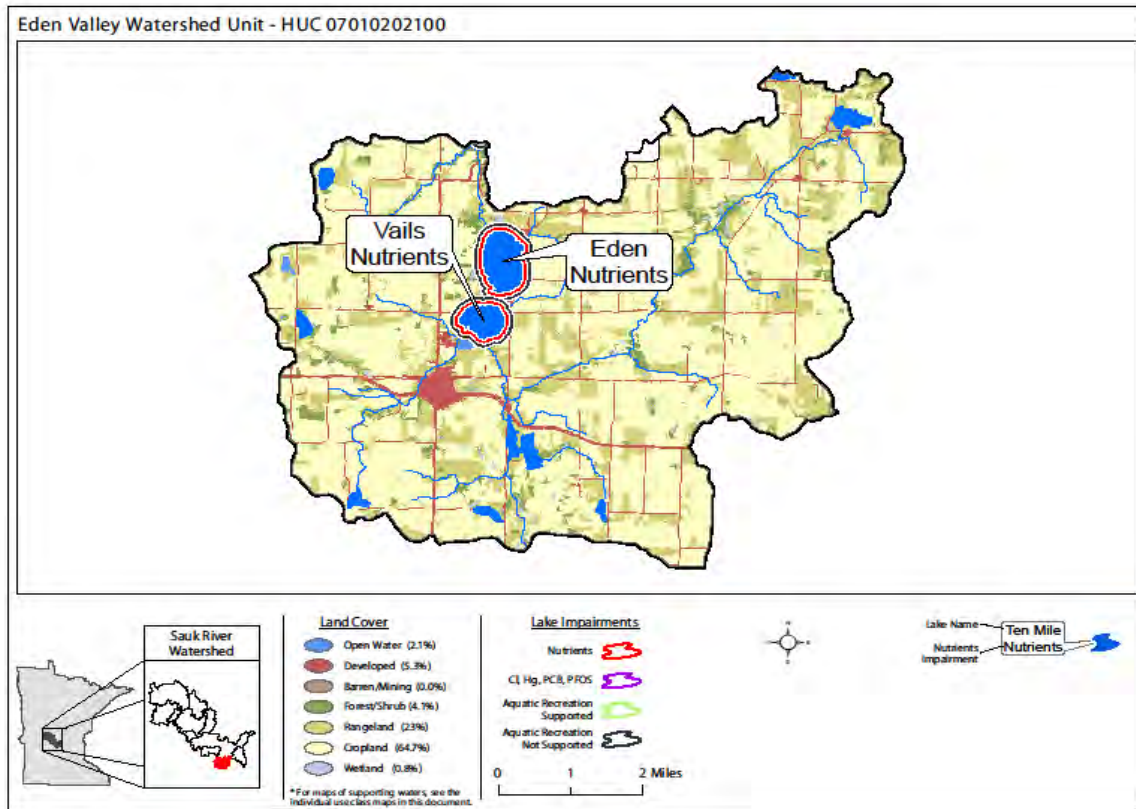 Eden Valley Watershed Unit - HUC 07010202100
Vails
Nutrients
Eden
Nutrients
Sauk River
Watershed
Land Cover
Open Water (2.1%)
Developed (5.3%)
Barren/Mining (0.0%)
Forest/Shrub (4.1%)
Rangeland (23%)
Cropland (64.7%)
Wetland (0.8%)
* For maps of supporting waters, see the
individual use class maps in this document.
Lake Impairments
Nutrients
Cl, Hg, PCB, PFOS
Aquatic Recreation
Supported
Aquatic Recreation
Not Supported
0 1 2 Miles
Lake Name
Nutrients
Impairment
Ten Mile
Nutrients